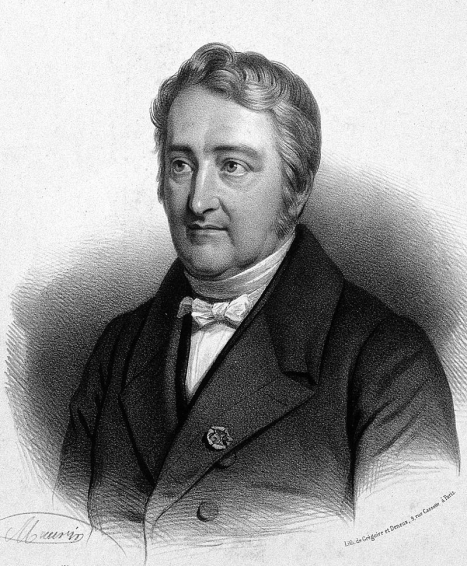 Maurin
Lith. de Grégoire et Deneux, 9, rue Cassette à Paris.